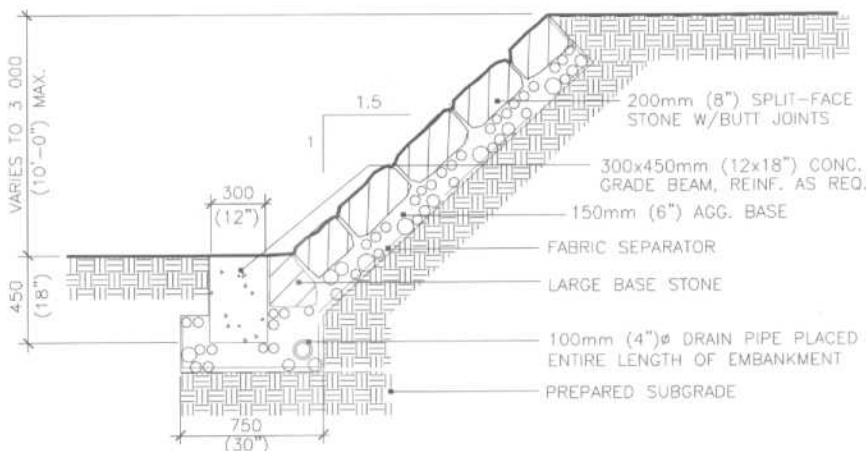 VARIES TO 3 000
(10'-0") MAX.
1.5
1
200mm (8") SPLIT-FACE
STONE W/BUTT JOINTS
300x450mm (12x18") CONC.
GRADE BEAM, REINF. AS REQ.
300
(12")
150mm (6") AGG. BASE
FABRIC SEPARATOR
450
(18")
LARGE BASE STONE
100mm (4")ø DRAIN PIPE PLACED
ENTIRE LENGTH OF EMBANKMENT
PREPARED SUBGRADE
750
(30")